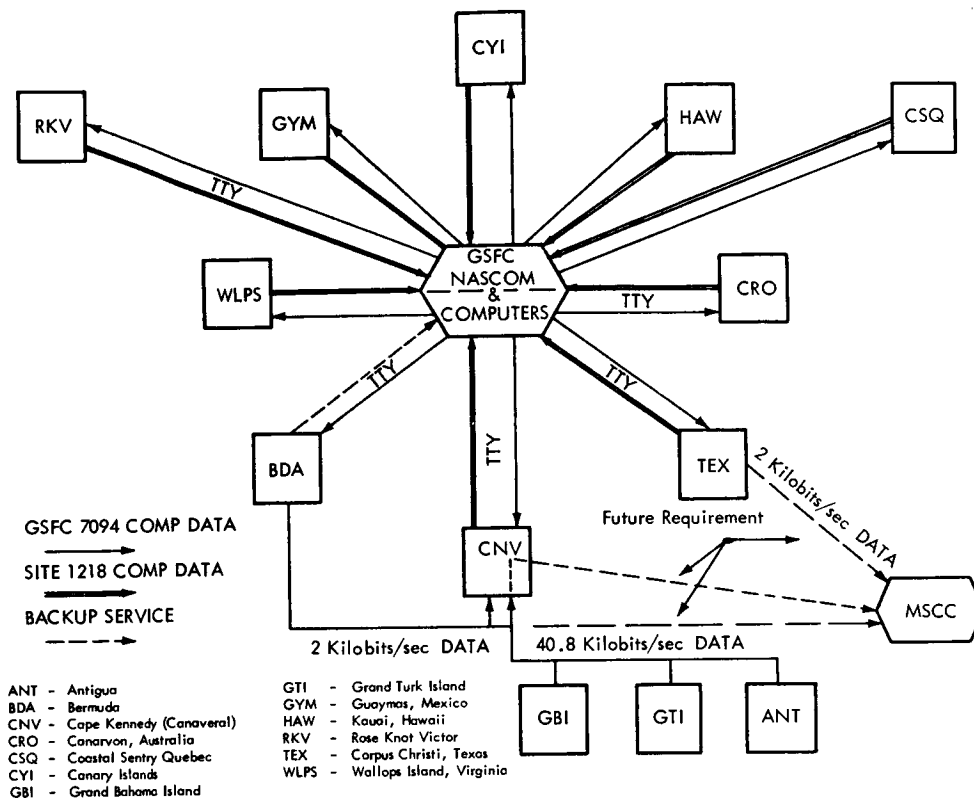 CYI
RKV
GYM
HAW
CSQ
TTY
GSFC
NASCOM
&
COMPUTERS
WLPS
CRO
TTY
TTY
TTY
TTY
BDA
TEX
CNV
2 Kilobits/sec DATA
Future Requirement
MSCC
GSFC 7094 COMP DATA
SITE 1218 COMP DATA
BACKUP SERVICE
2 Kilobits/sec DATA
40.8 Kilobits/sec DATA
GBI
GTI
ANT
ANT - Antigua
BDA - Bermuda
CNV - Cape Kennedy (Canaveral)
CRO - Canarvon, Australia
CSQ - Coastal Sentry Quebec
CYI - Canary Islands
GBI - Grand Bahama Island
GTI - Grand Turk Island
GYM - Guaymas, Mexico
HAW - Kauai, Hawaii
RKV - Rose Knot Victor
TEX - Corpus Christi, Texas
WLPS - Wallops Island, Virginia